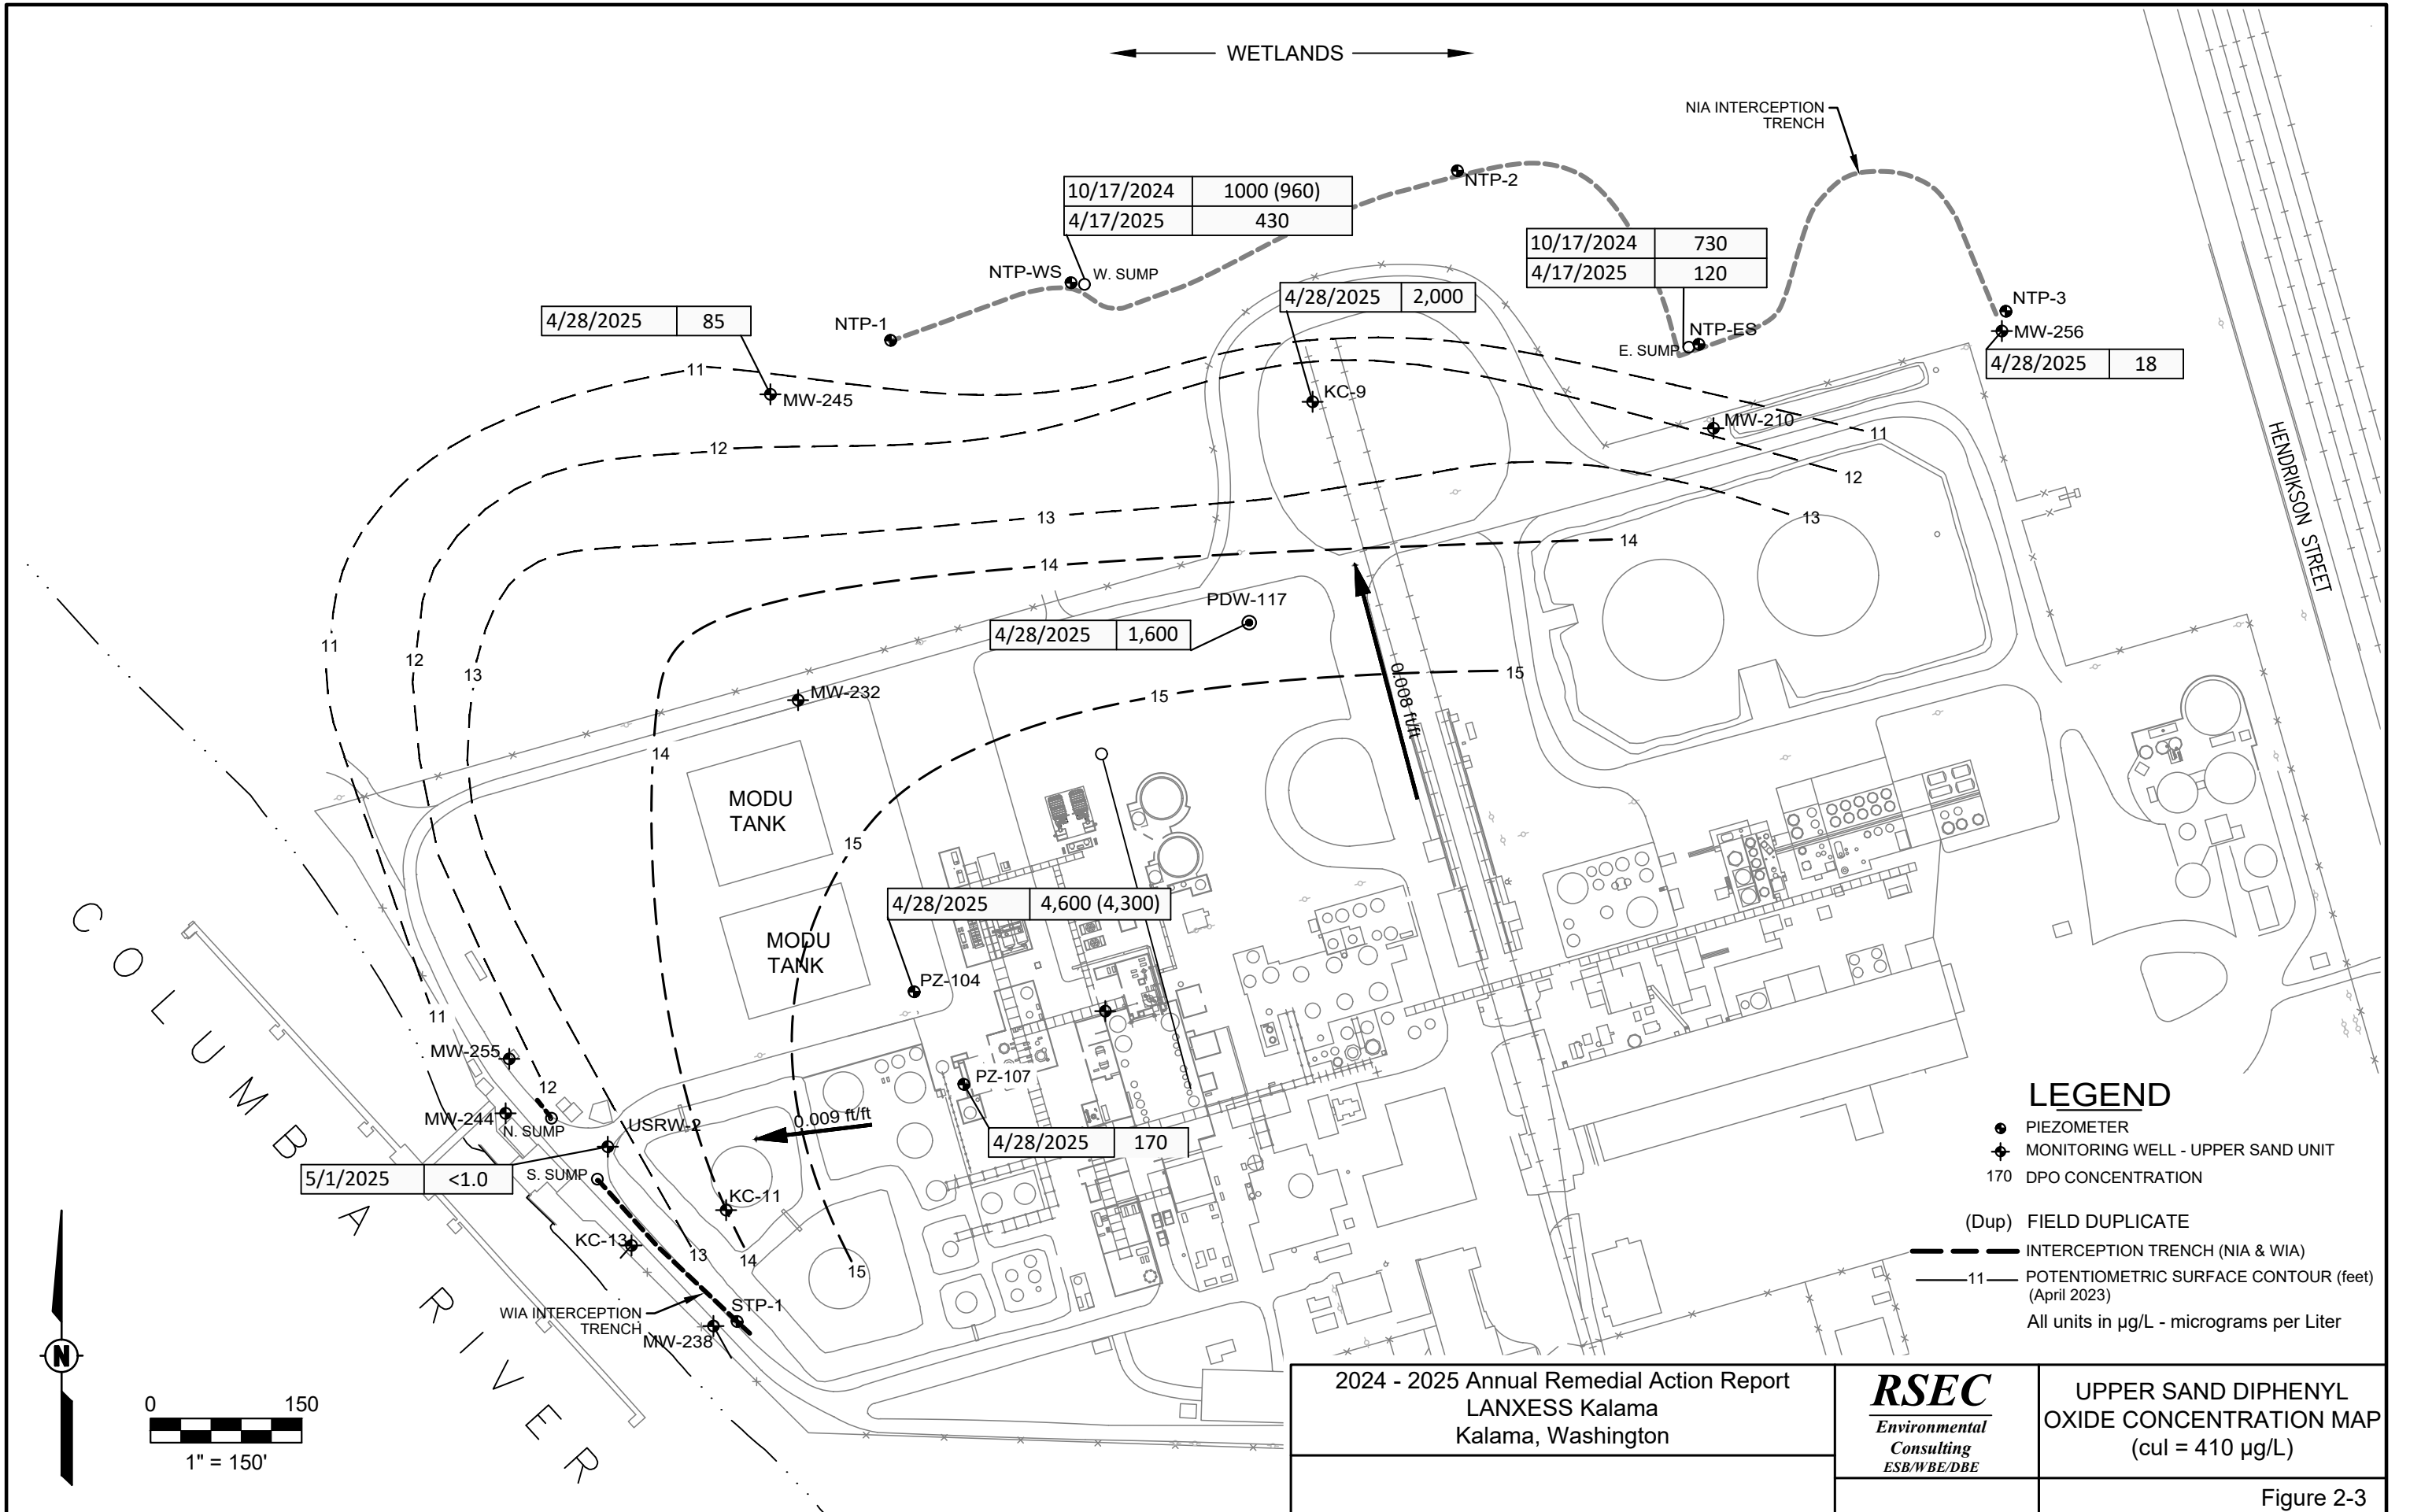 WETLANDS
NIA INTERCEPTION
TRENCH
NTP-2
10/17/2024 1000 (960)
4/17/2025 430
10/17/2024 730
4/17/2025 120
NTP-WS
W. SUMP
4/28/2025 2,000
NTP-3
4/28/2025 85
NTP-1
NTP-ES
E. SUMP
MW-256
4/28/2025 18
11
MW-245
KC-9
MW-210
11
12
12
13
13
HENDRIKSON STREET
14
14
PDW-117
4/28/2025 1,600
11
12
13
15
15
0.008 ft/ft
MW-232
14
MODU
TANK
15
4/28/2025 4,600 (4,300)
MODU
TANK
PZ-104
COLUMBIA RIVER
11
MW-255
PZ-107
12
MW-244
N. SUMP
USRW-2
0.009 ft/ft
4/28/2025 170
5/1/2025 <1.0
S. SUMP
KC-11
KC-13
13
14
15
WIA INTERCEPTION
TRENCH
STP-1
MW-238
LEGEND
PIEZOMETER
MONITORING WELL - UPPER SAND UNIT
170 DPO CONCENTRATION
(Dup) FIELD DUPLICATE
INTERCEPTION TRENCH (NIA & WIA)
11 POTENTIOMETRIC SURFACE CONTOUR (feet)
(April 2023)
All units in µg/L - micrograms per Liter
N
0 150
1" = 150'
2024 - 2025 Annual Remedial Action Report
LANXESS Kalama
Kalama, Washington
RSEC
Environmental
Consulting
ESB/WBE/DBE
UPPER SAND DIPHENYL
OXIDE CONCENTRATION MAP
(cul = 410 µg/L)
Figure 2-3